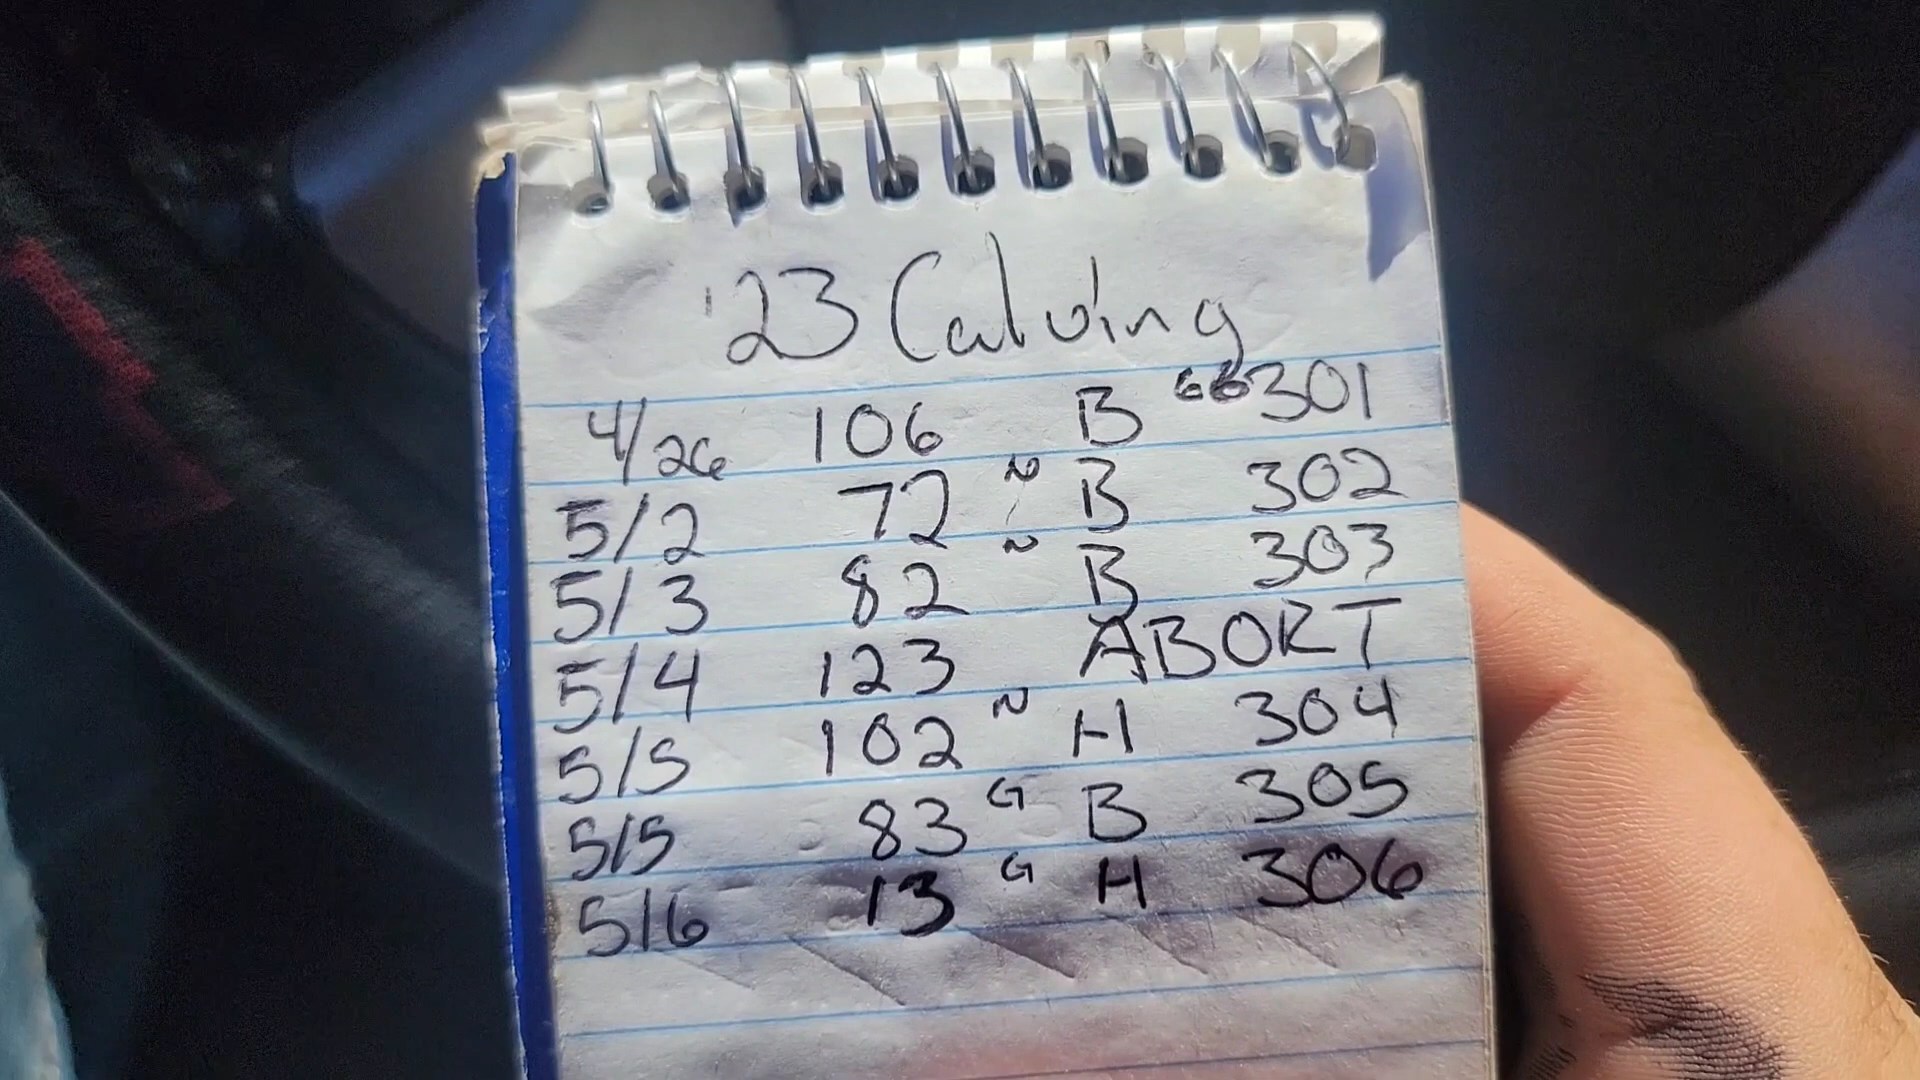 '23 Calving
4/26 106 B 66301
5/2 72 N B 302
5/3 82 N B 303
5/4 123 ABORT
5/5 102 N H 304
5/5 83 G B 305
5/6 13 G H 306